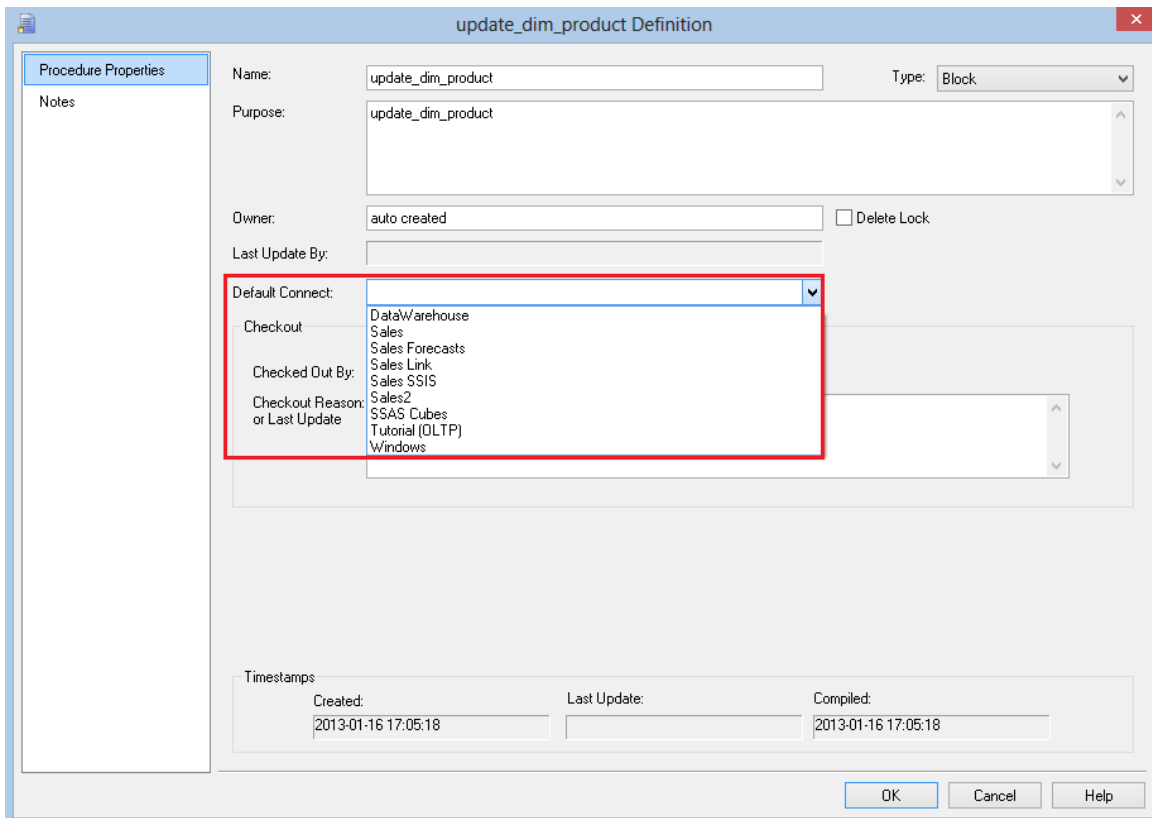 update_dim_product Definition
Procedure Properties
Notes
Name: update_dim_product Type: Block
Purpose: update_dim_product
Owner: auto created Delete Lock
Last Update By:
Default Connect:
DataWarehouse
Sales
Sales Forecasts
Sales Link
Sales SSIS
Sales2
SSAS Cubes
Tutorial (OLTP)
Windows
Checkout
Checked Out By:
Checkout Reason:
or Last Update
Timestamps
Created: Last Update: Compiled:
2013-01-16 17:05:18 2013-01-16 17:05:18
OK Cancel Help